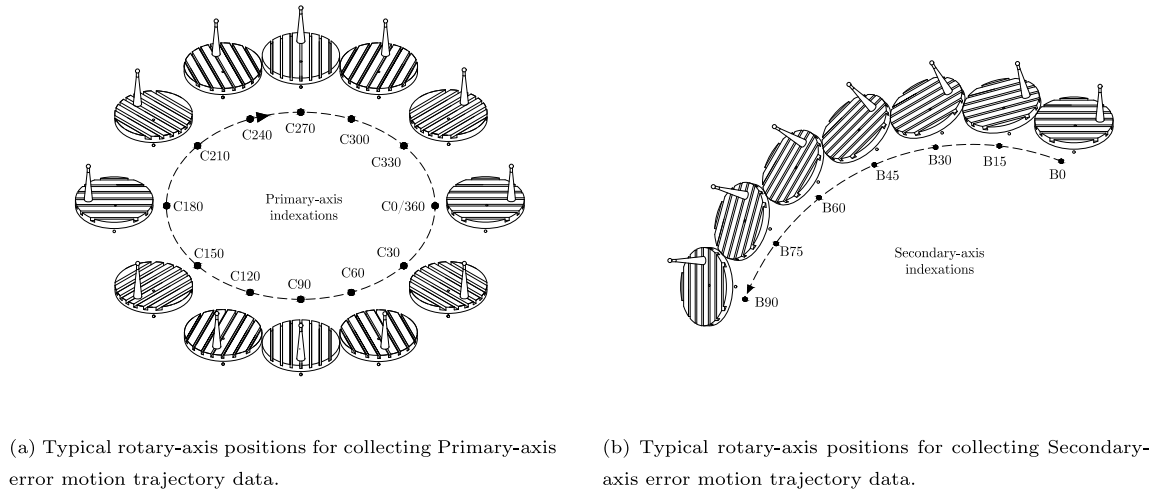 C240
C270
C300
C210
C330
C180
Primary-axis
indexations
C0/360
C150
C30
C120
C90
C60
B45
B30
B15
B0
B60
B75
Secondary-axis
indexations
B90
(a) Typical rotary-axis positions for collecting Primary-axis
error motion trajectory data.
(b) Typical rotary-axis positions for collecting Secondary-
axis error motion trajectory data.